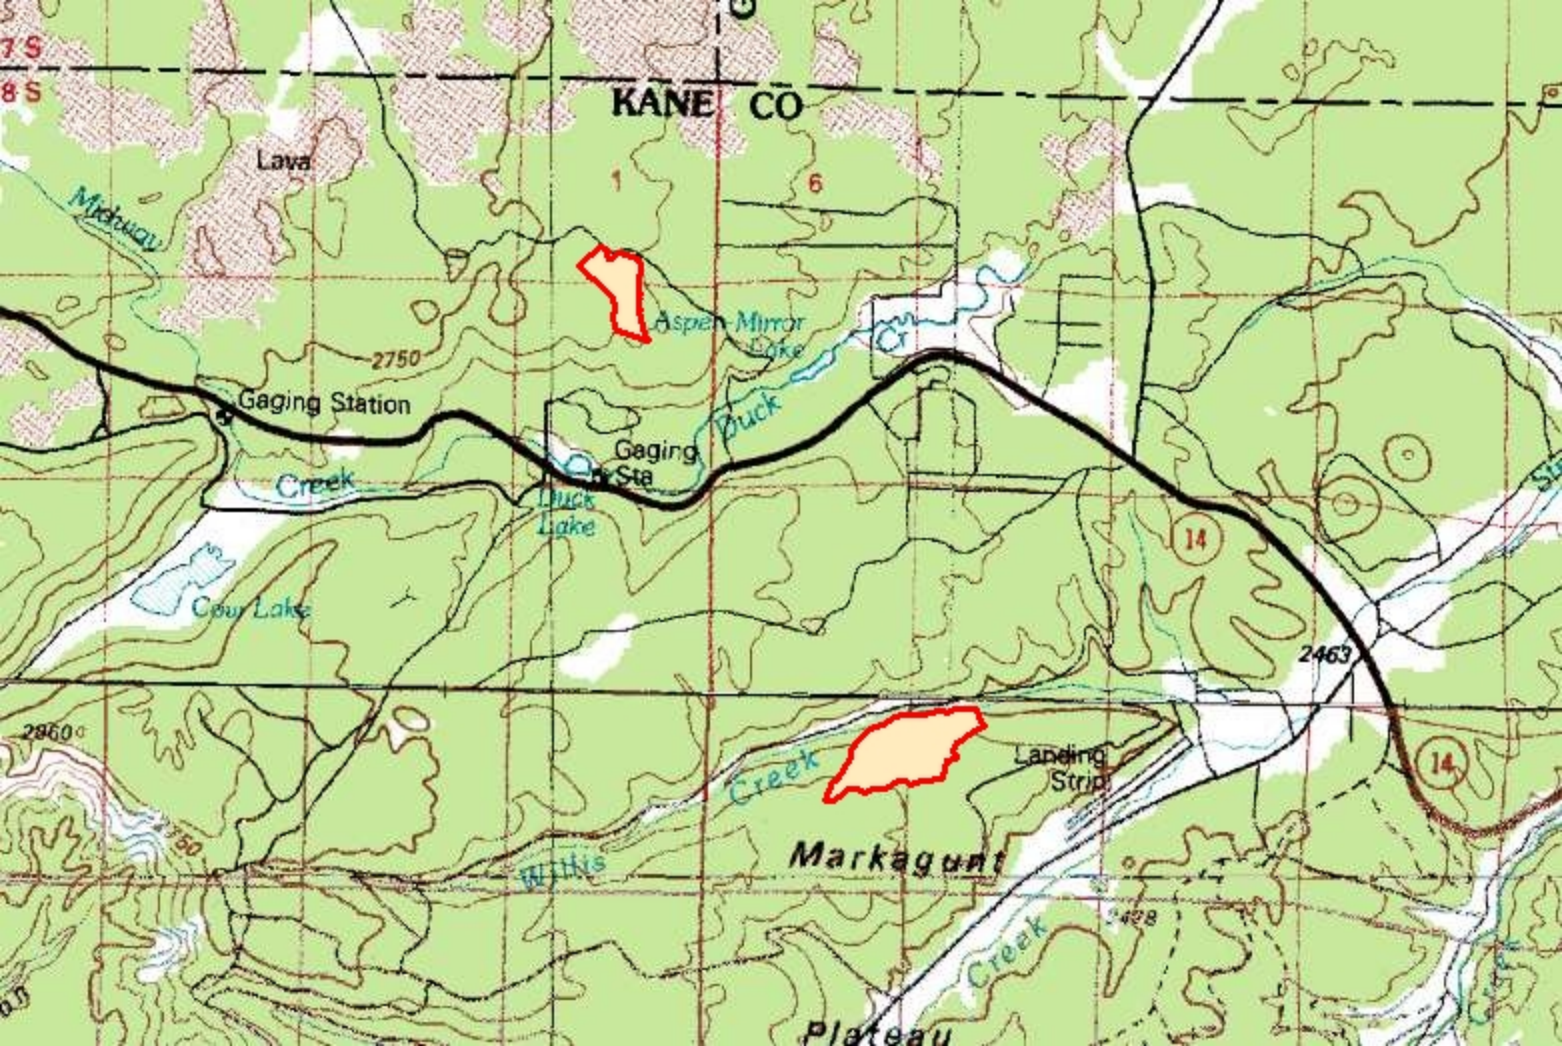 7 S
8 S
KANE CO
Lava
1
6
Midway
Aspen Mirror
Lake
2750
Gaging Station
Duck
Gaging
Sta
Creek
Duck
Lake
14
Cow Lake
2463
2960
Landing
Strip
14
Creek
2750
Markagunt
Willis
2428
Creek
Plateau